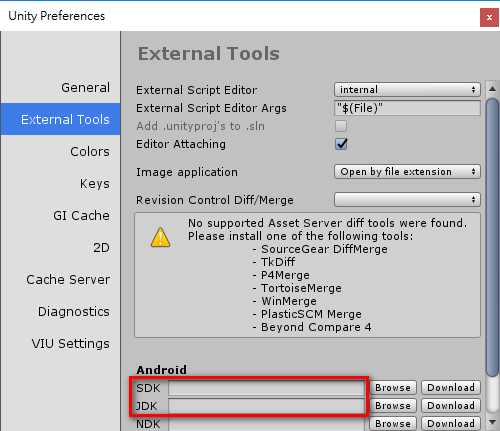 Unity Preferences
x
External Tools
General
External Tools
Colors
Keys
GI Cache
2D
Cache Server
Diagnostics
VIU Settings
External Script Editor
internal
External Script Editor Args
"$(File)"
Add .unityproj's to .sln
Editor Attaching
Image application
Open by file extension
Revision Control Diff/Merge
No supported Asset Server diff tools were found.
Please install one of the following tools:
- SourceGear DiffMerge
- TkDiff
- P4Merge
- TortoiseMerge
- WinMerge
- PlasticSCM Merge
- Beyond Compare 4
Android
SDK
Browse
Download
JDK
Browse
Download
NDK
Browse
Download